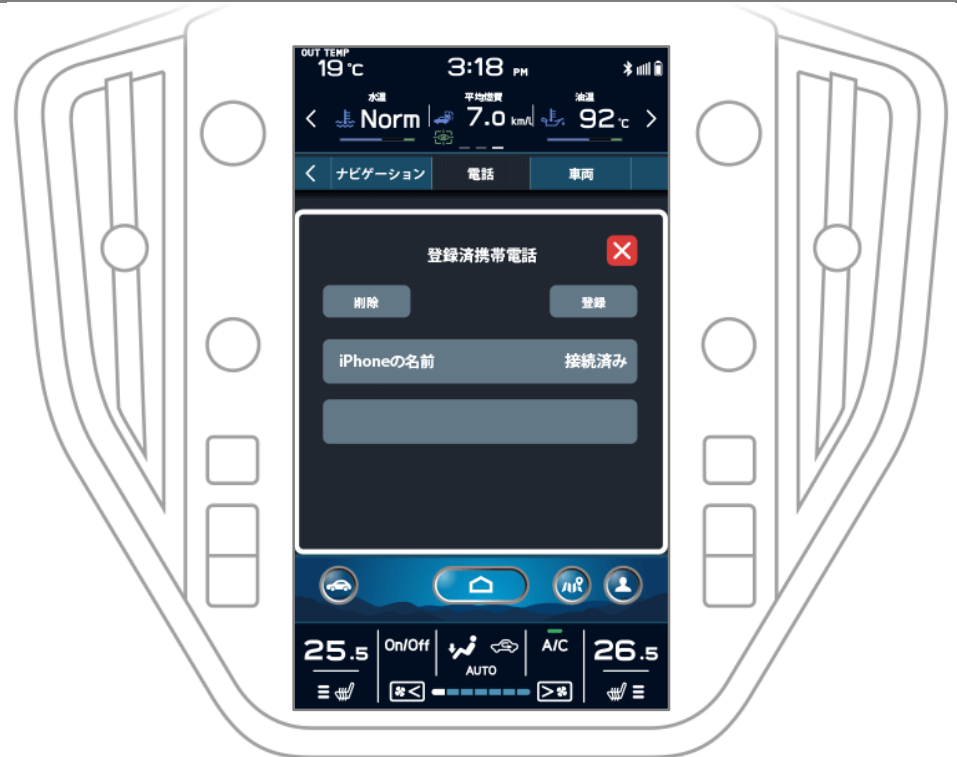 OUT TEMP
19℃ 3:18 PM
水温 平均燃費 油温
Norm 7.0 km/L 92℃
ナビゲーション 電話 車両
登録済携帯電話
削除 登録
iPhoneの名前 接続済み
25.5 On/Off A/C 26.5
AUTO